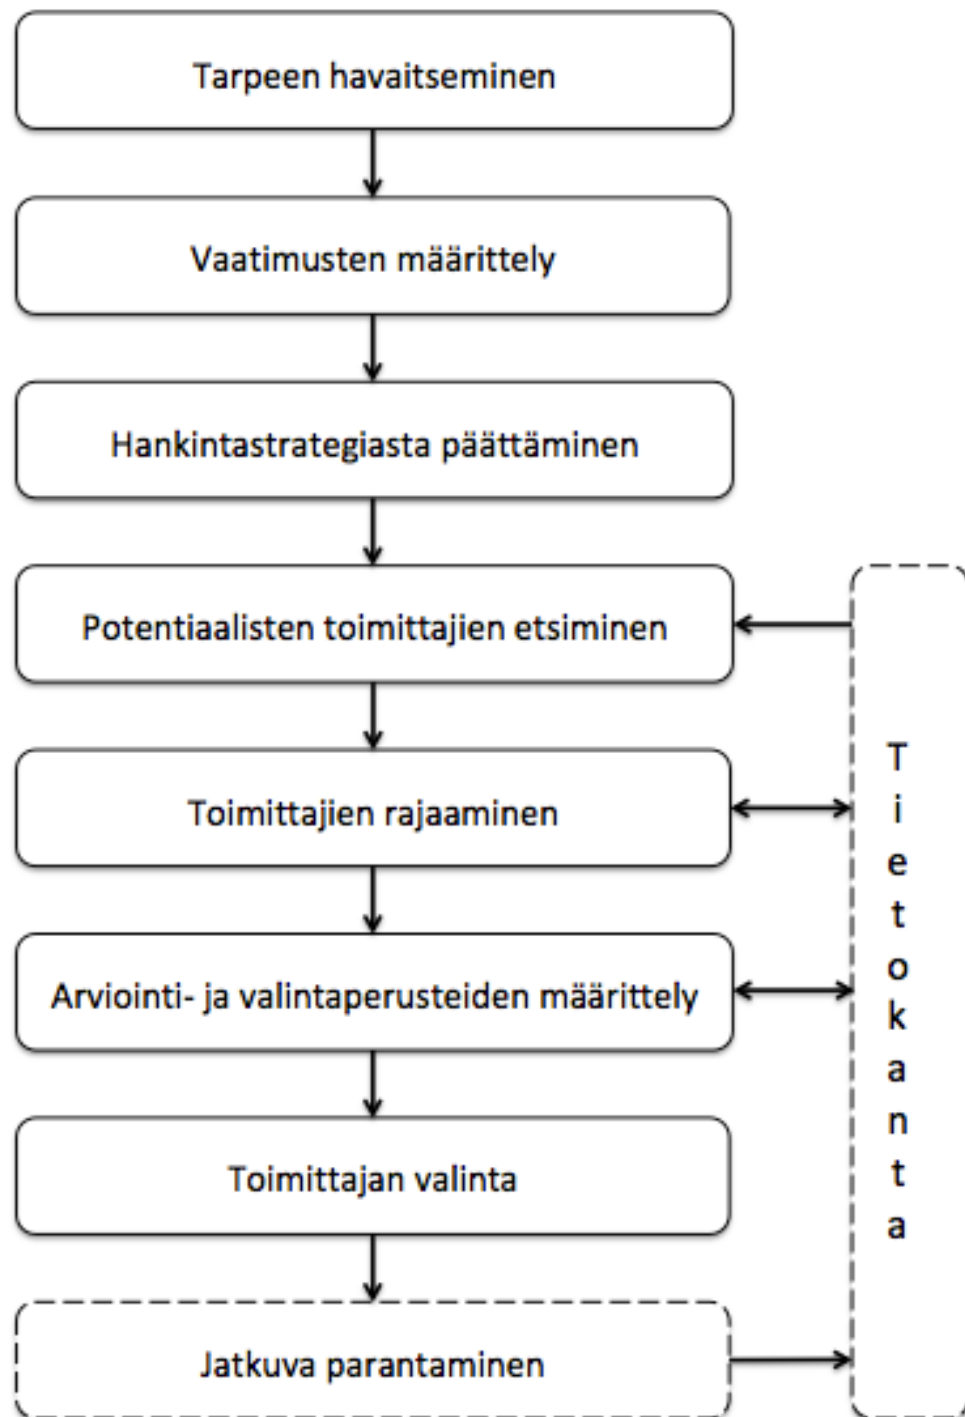 Tarpeen havaitseminen
Vaatimusten määrittely
Hankintastrategiasta päättäminen
Potentiaalisten toimittajien etsiminen
Toimittajien rajaaminen
Arviointi- ja valintaperusteiden määrittely
Toimittajan valinta
Jatkuva parantaminen
Tietokanta